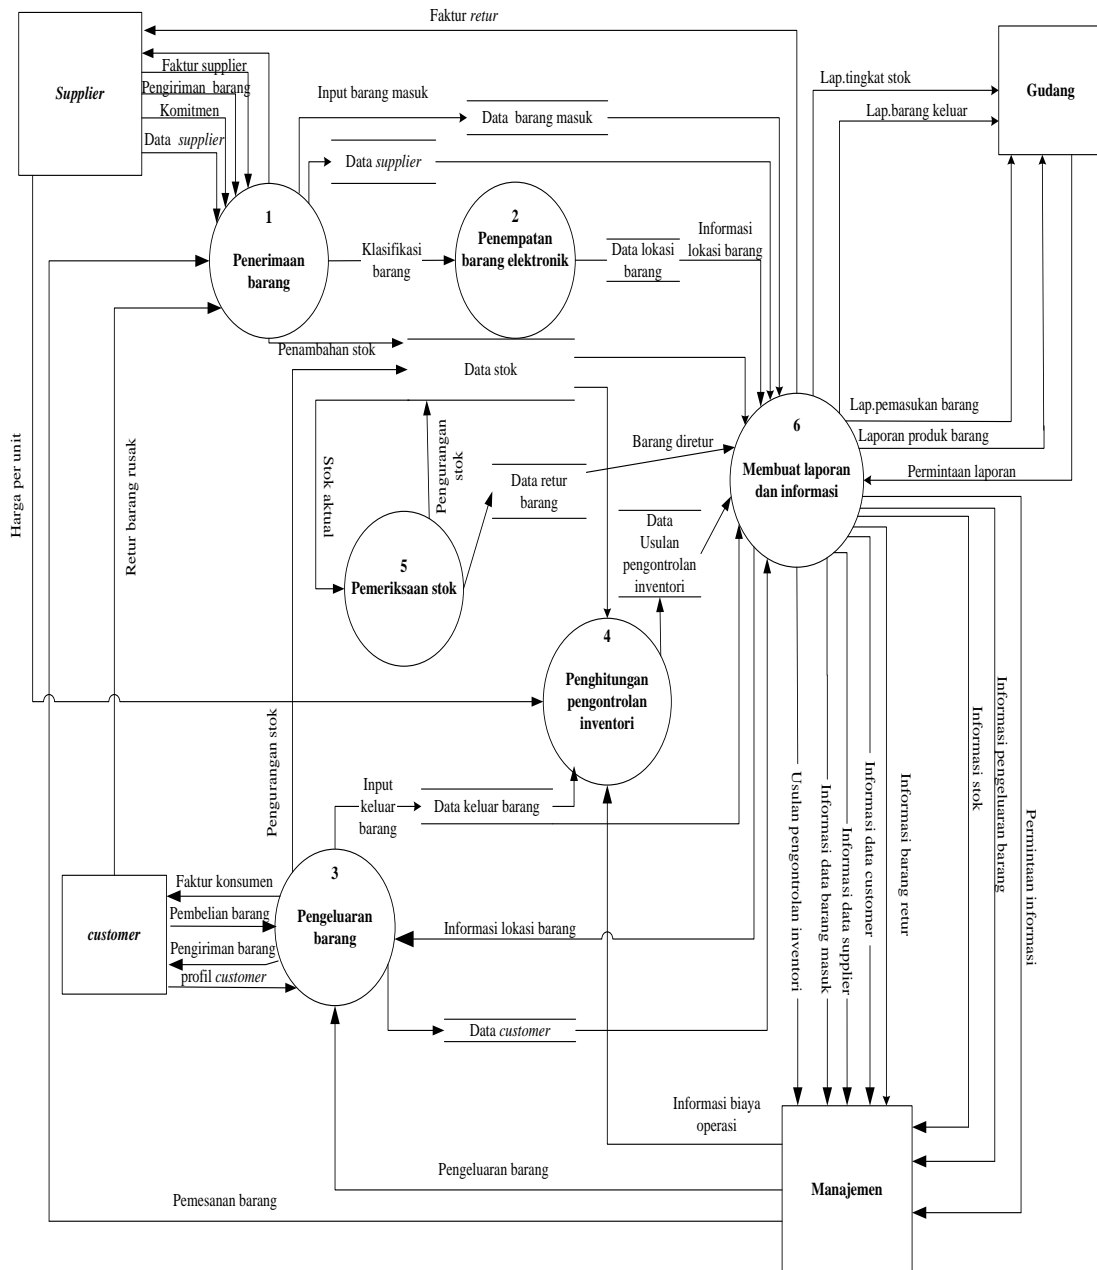 Faktur retur
Supplier
Faktur supplier
Pengiriman barang
Komitmen
Data supplier
Input barang masuk
Data barang masuk
Data supplier
Lap.tingkat stok
Lap.barang keluar
Gudang
1
Penerimaan
barang
Klasifikasi
barang
2
Penempatan
barang elektronik
Data lokasi
barang
Informasi
lokasi barang
Penambahan stok
Data stok
Lap.pemasukan barang
Laporan produk barang
Permintaan laporan
6
Membuat laporan
dan informasi
Barang diretur
Harga per unit
Retur barang rusak
Stok aktual
Pengurangan
stok
Data retur
barang
5
Pemeriksaan stok
Data
Usulan
pengontrolan
inventori
4
Penghitungan
pengontrolan
inventori
Pengurangan stok
Input
keluar
barang
Data keluar barang
Usulan pengontrolan inventori
Informasi data barang masuk
Informasi data supplier
Informasi data customer
Informasi barang retur
Informasi stok
Informasi pengeluran barang
Permintaan informasi
customer
Faktur konsumen
Pembelian barang
Pengiriman barang
profil customer
3
Pengeluaran
barang
Informasi lokasi barang
Data customer
Informasi biaya
operasi
Pengeluaran barang
Pemesanan barang
Manajemen